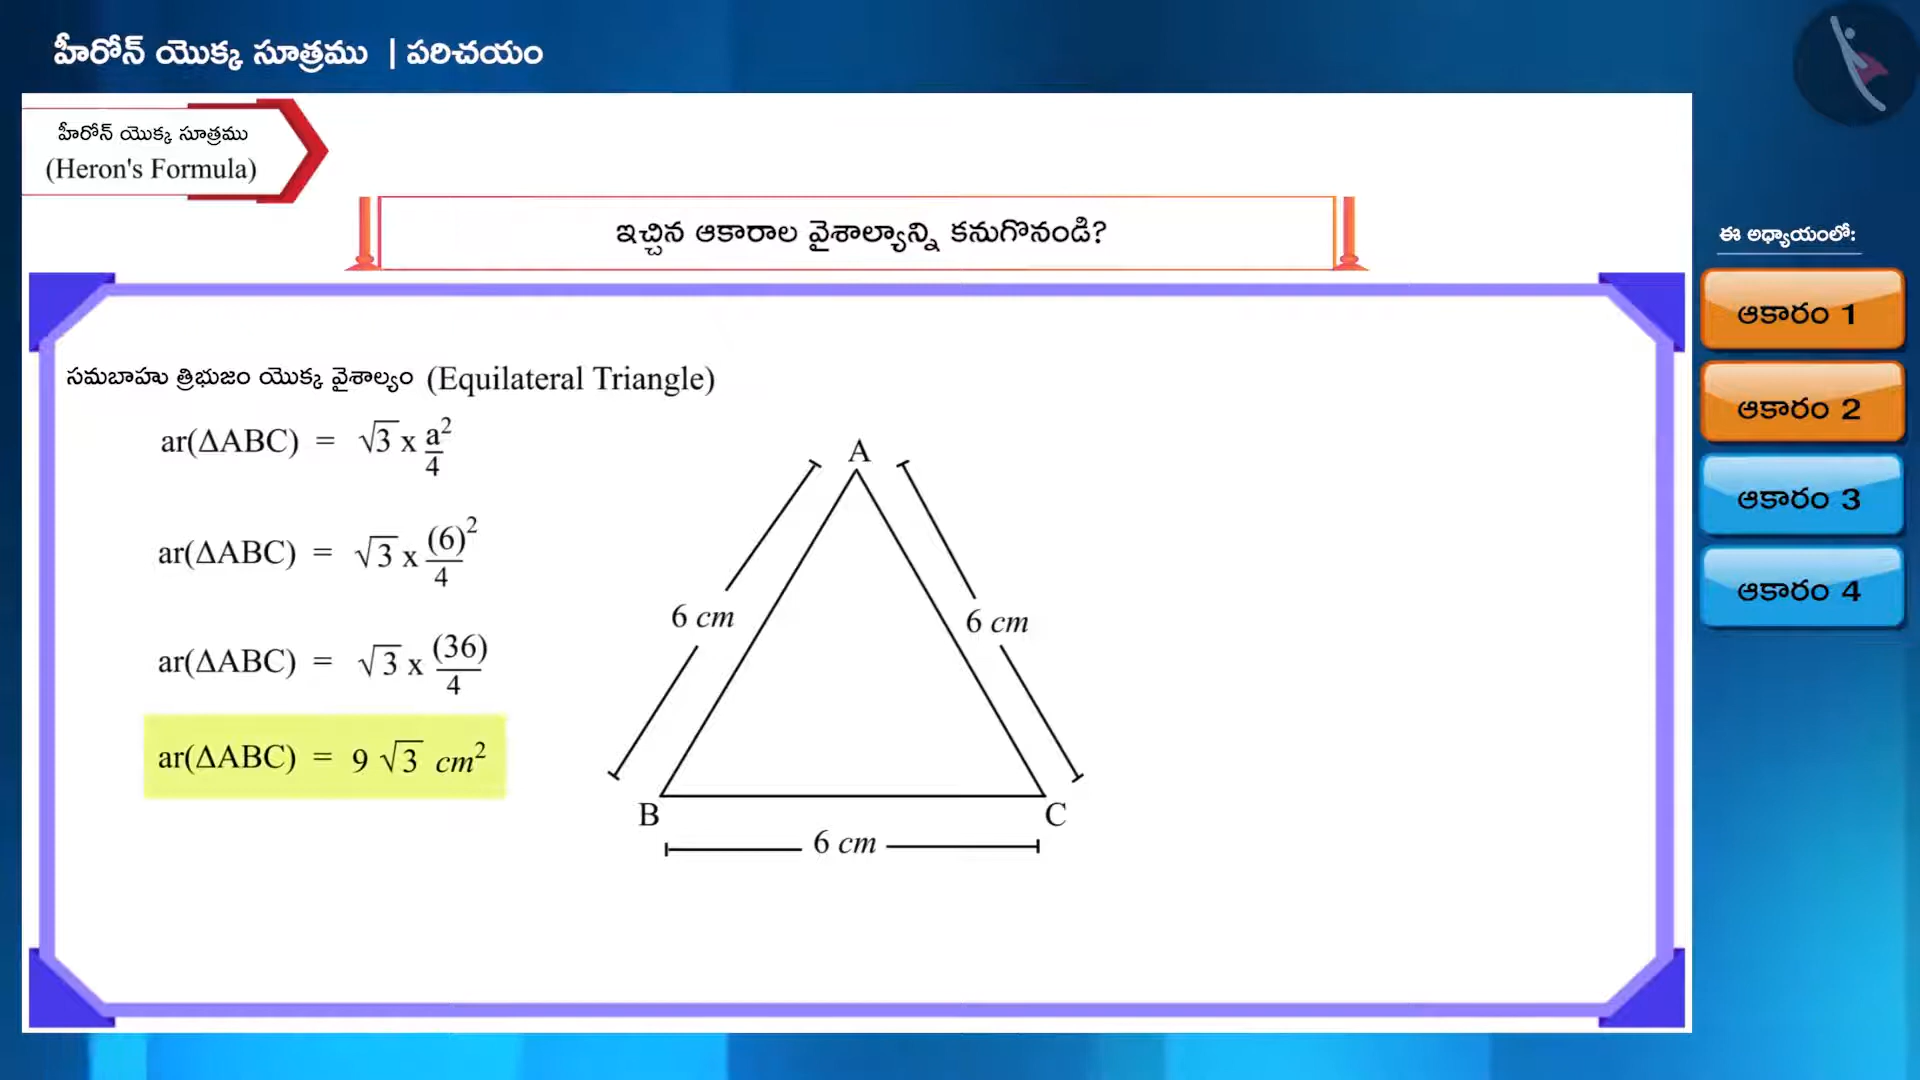 హీరోన్ యొక్క సూత్రము | పరిచయం
హీరోన్ యొక్క సూత్రము
(Heron's Formula)
ఇచ్చిన ఆకారాల వైశాల్యాన్ని కనుగొనండి?
ఈ అధ్యాయంలో:
ఆకారం 1
ఆకారం 2
ఆకారం 3
ఆకారం 4
సమబాహు త్రిభుజం యొక్క వైశాల్యం (Equilateral Triangle)
ar(ΔABC) = √3 x a²/4
ar(ΔABC) = √3 x (6)²/4
ar(ΔABC) = √3 x (36)/4
ar(ΔABC) = 9 √3 cm²
A
6 cm
6 cm
B
C
6 cm